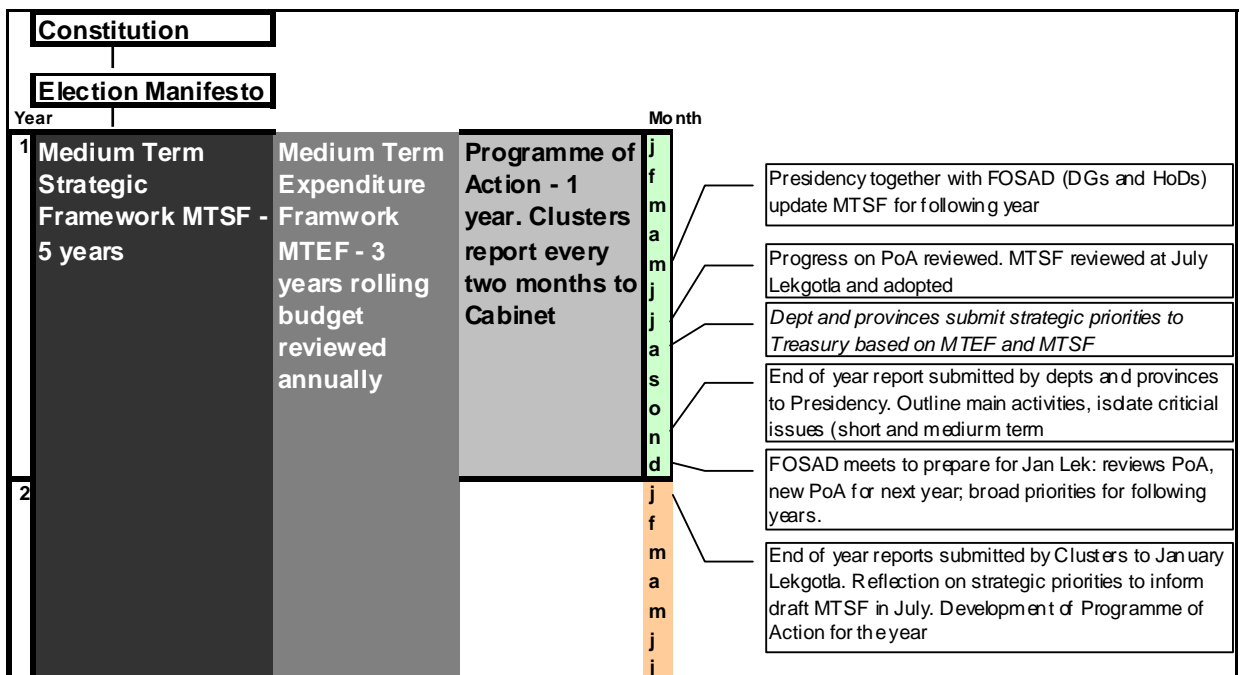 Constitution
Election Manifesto
Year
Month
1
Medium Term
Strategic
Framework MTSF -
5 years
Medium Term
Expenditure
Framwork
MTEF - 3
years rolling
budget
reviewed
annually
Programme of
Action - 1
year. Clusters
report every
two months to
Cabinet
j
f
m
a
m
j
j
a
s
o
n
d
Presidency together with FOSAD (DGs and HoDs)
update MTSF for following year
Progress on PoA reviewed. MTSF reviewed at July
Lekgotla and adopted
Dept and provinces submit strategic priorities to
Treasury based on MTEF and MTSF
End of year report submitted by depts and provinces
to Presidency. Outline main activities, isolate criticial
issues (short and mediurm term
FOSAD meets to prepare for Jan Lek: reviews PoA,
new PoA for next year; broad priorities for following
years.
2
j
f
m
a
m
j
j
End of year reports submitted by Clusters to January
Lekgotla. Reflection on strategic priorities to inform
draft MTSF in July. Development of Programme of
Action for the year